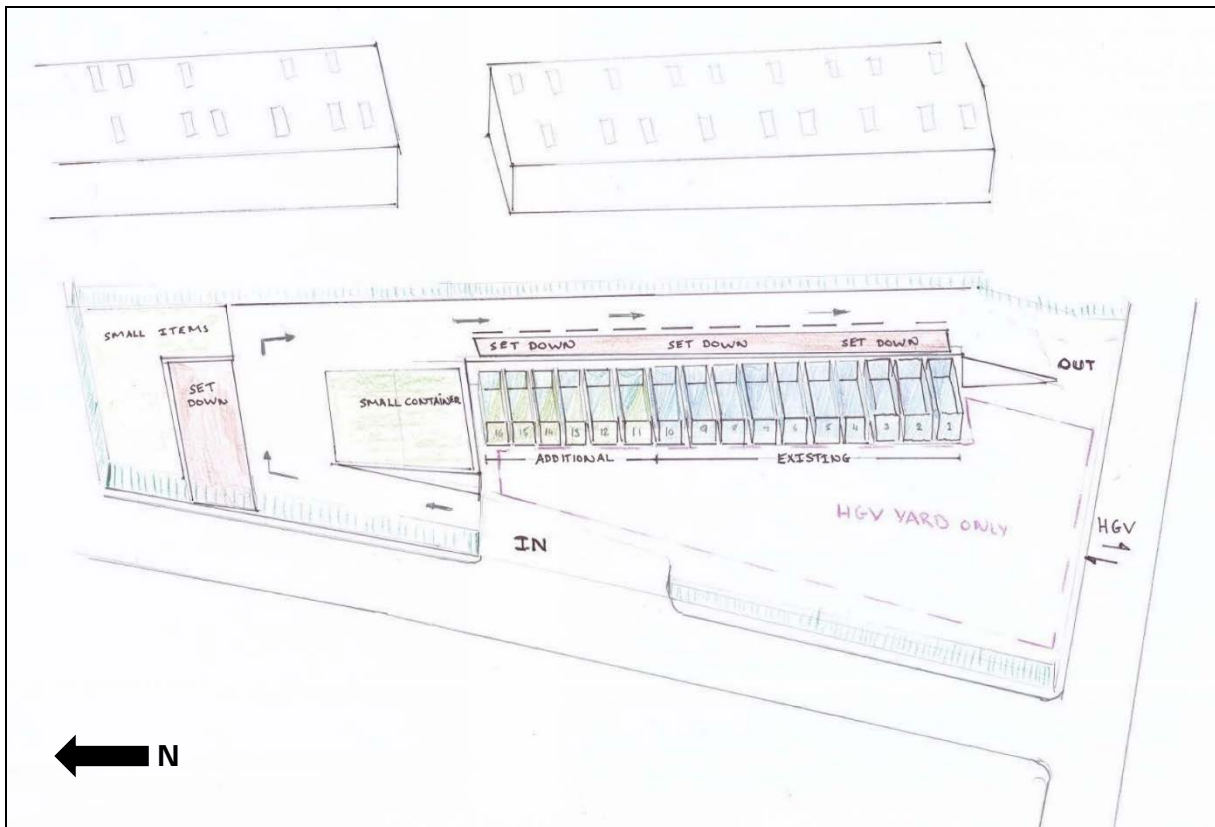 SMALL ITEMS
SET DOWN
SET DOWN
SET DOWN
SET
DOWN
OUT
SMALL CONTAINER
16 15 14 13 12 11 10 9 8 7 6 5 4 3 2 1
ADDITIONAL
EXISTING
HGV YARD ONLY
HGV
IN
N